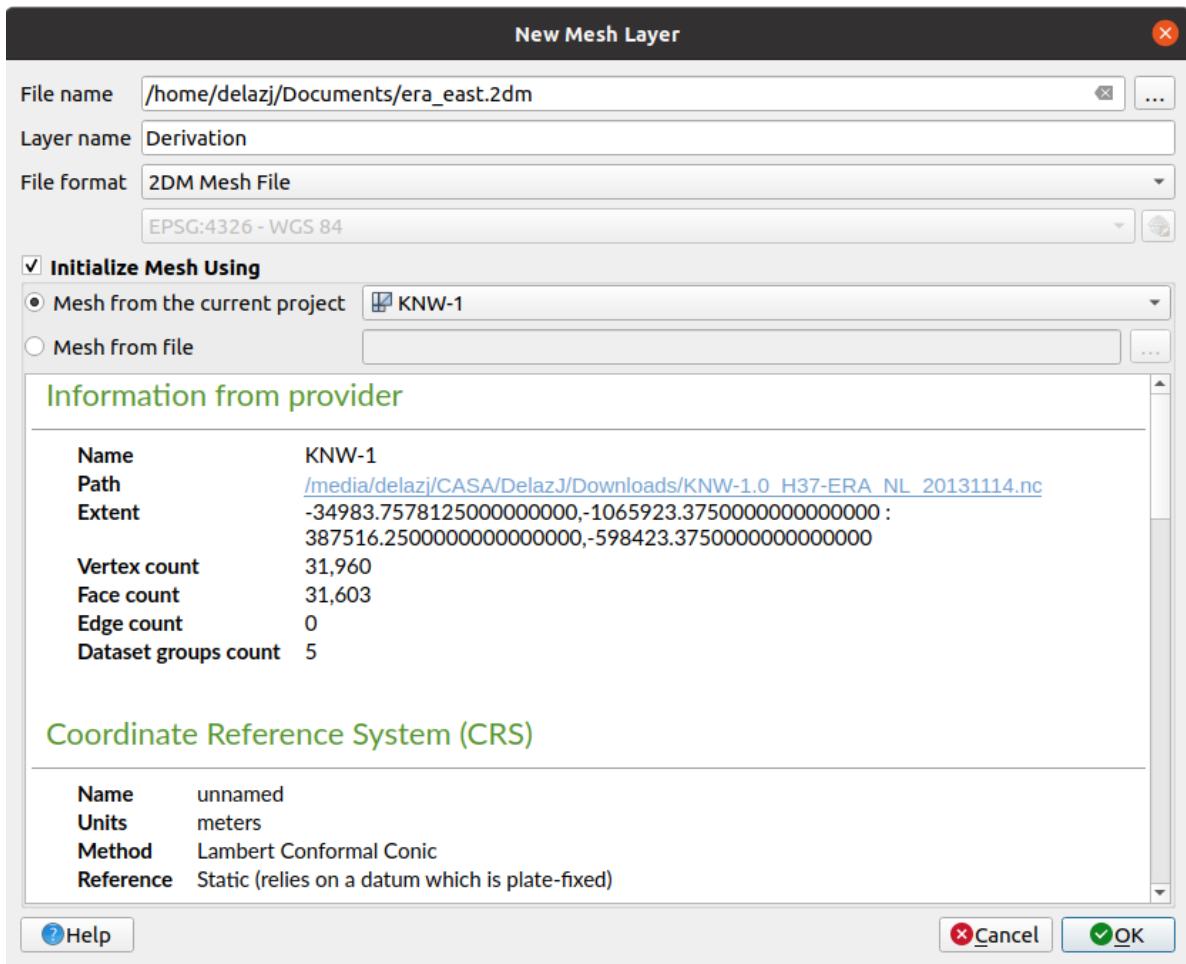 New Mesh Layer
File name /home/delazj/Documents/era_east.2dm ...
Layer name Derivation
File format 2DM Mesh File
EPSG:4326 - WGS 84
Initialize Mesh Using
Mesh from the current project KNW-1
Mesh from file ...
Information from provider
Name KNW-1
Path /media/delazj/CASA/DelazJ/Downloads/KNW-1.0_H37-ERA_NL_20131114.nc
Extent -34983.7578125000000000,-1065923.3750000000000000 :
387516.2500000000000000,-598423.3750000000000000
Vertex count 31,960
Face count 31,603
Edge count 0
Dataset groups count 5
Coordinate Reference System (CRS)
Name unnamed
Units meters
Method Lambert Conformal Conic
Reference Static (relies on a datum which is plate-fixed)
Help Cancel OK